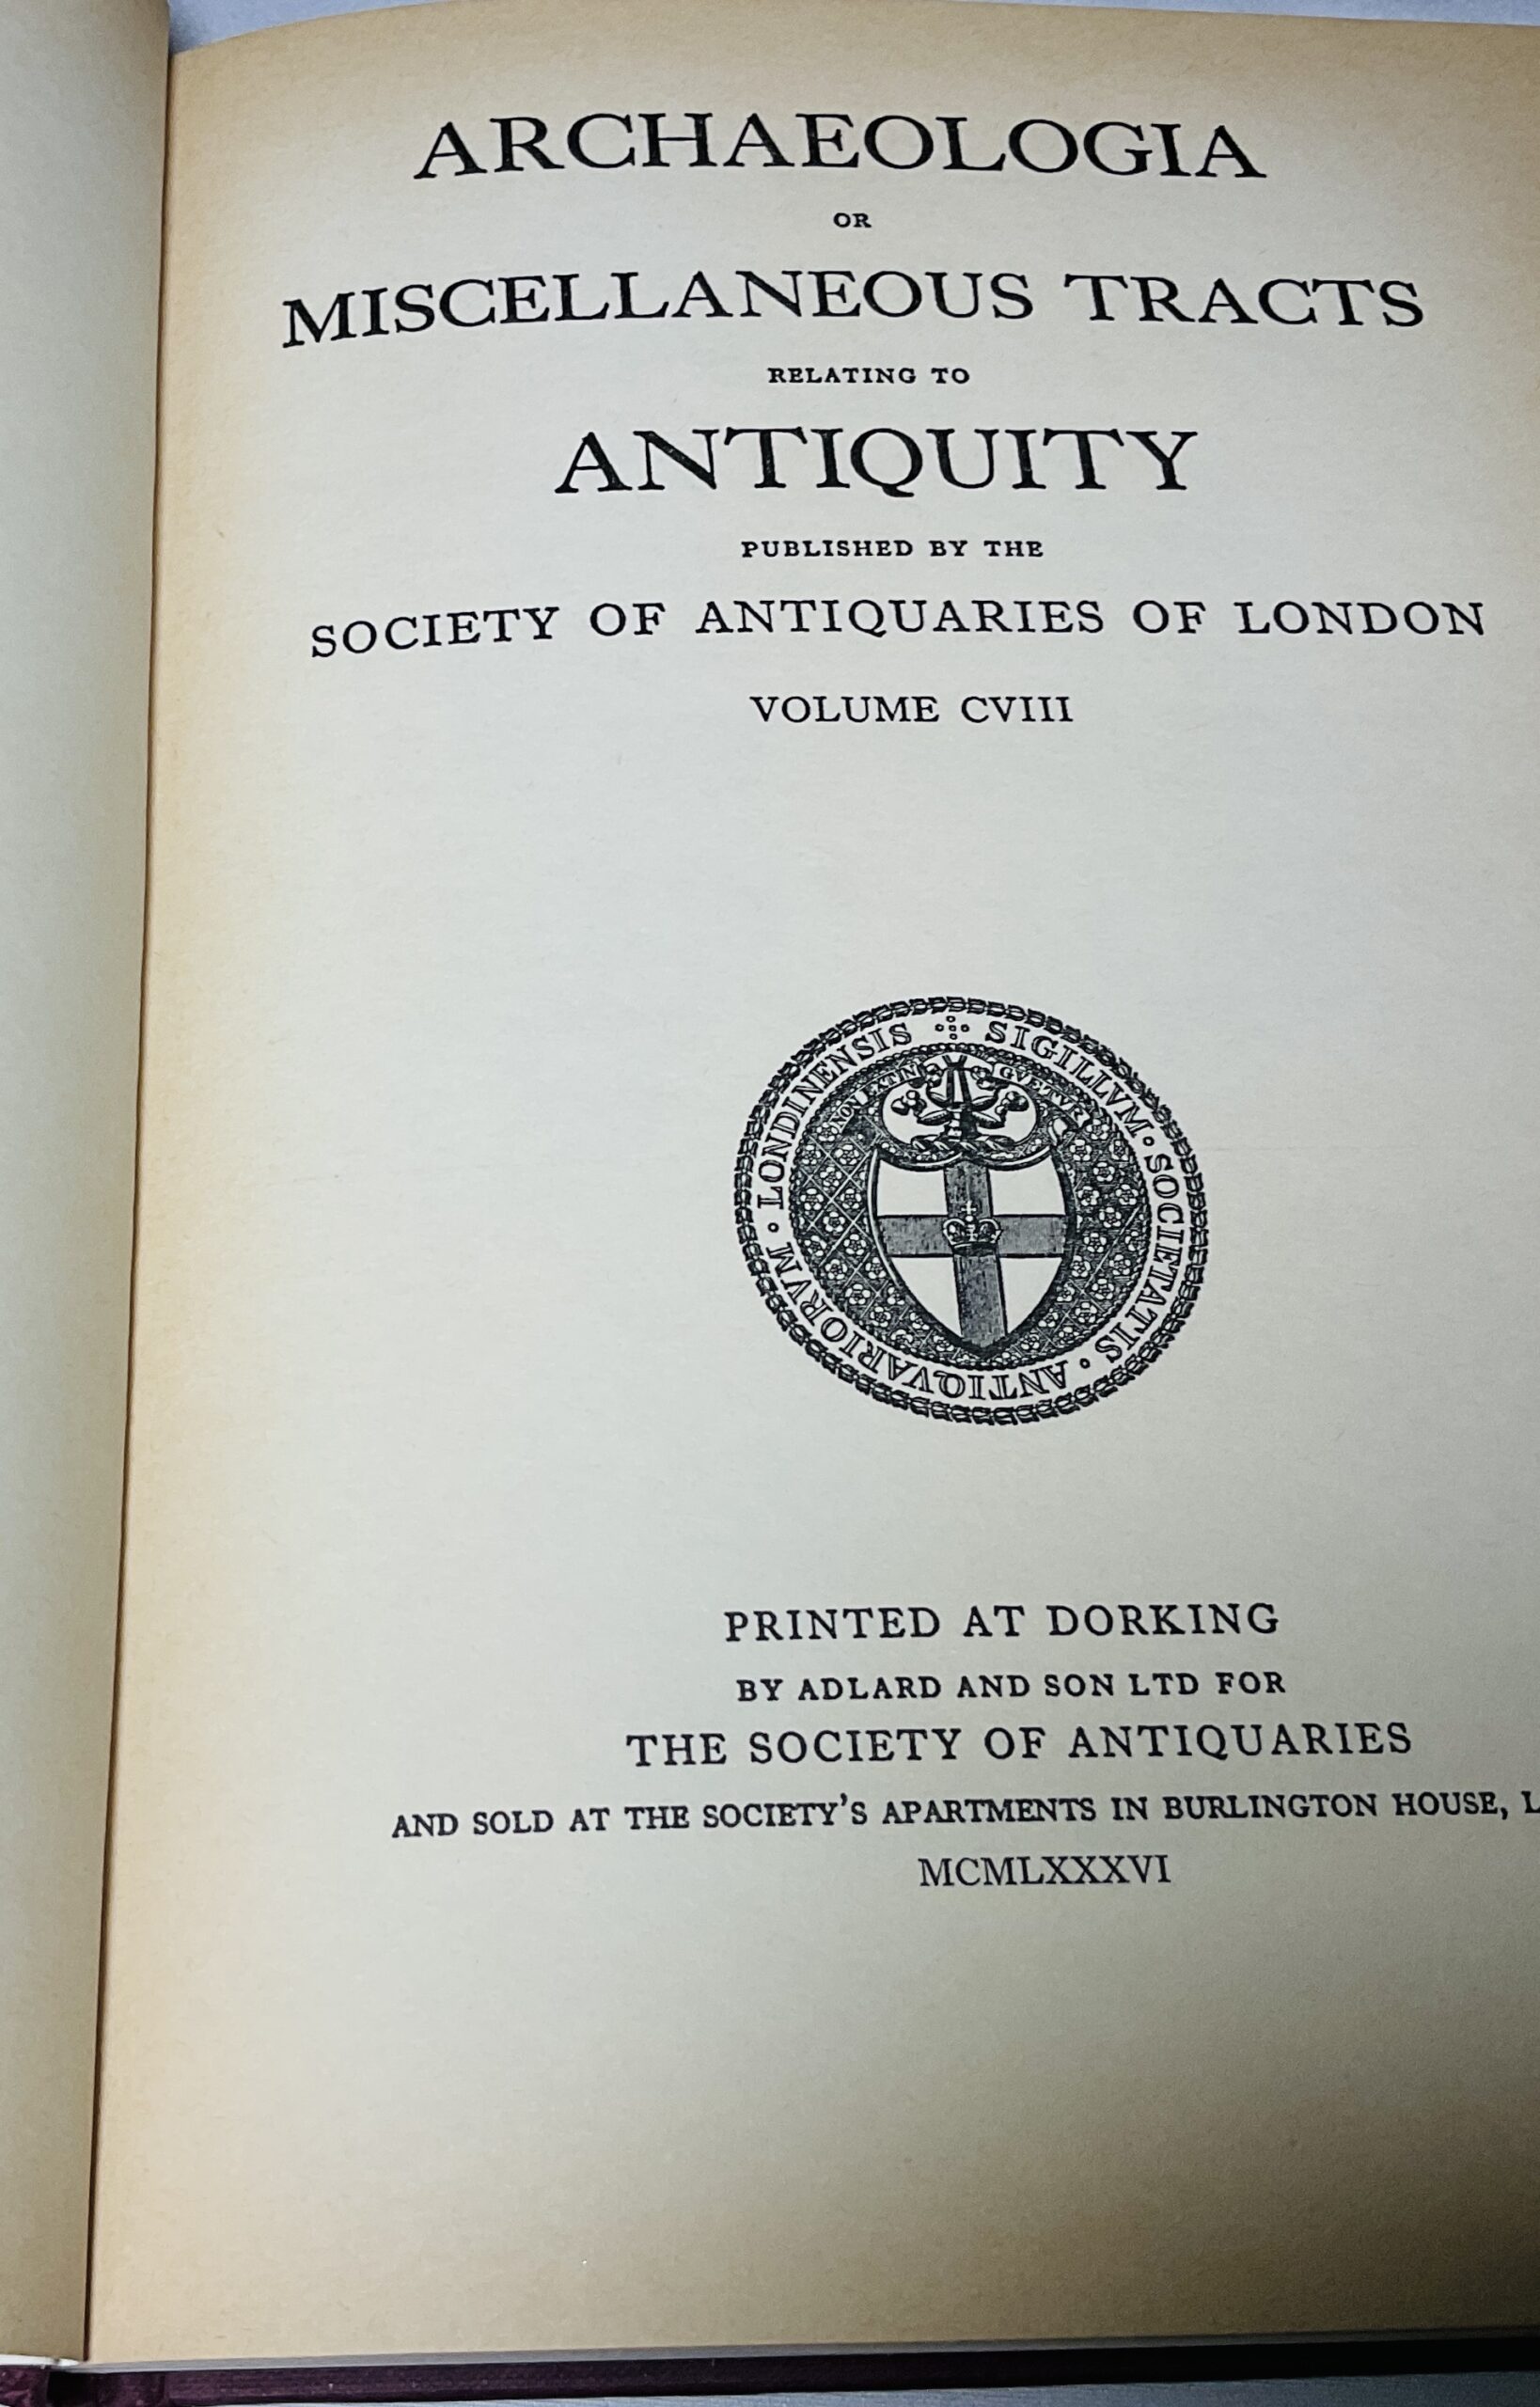 ARCHAEOLOGIA
OR
MISCELLANEOUS TRACTS
RELATING TO
ANTIQUITY
PUBLISHED BY THE
SOCIETY OF ANTIQUARIES OF LONDON
VOLUME CVIII
SIGILLVM · SOCIETATIS · ANTIQVARIORVM · LONDINENSIS
NON EXTINGVETVR
PRINTED AT DORKING
BY ADLARD AND SON LTD FOR
THE SOCIETY OF ANTIQUARIES
AND SOLD AT THE SOCIETY'S APARTMENTS IN BURLINGTON HOUSE, L
MCMLXXXVI